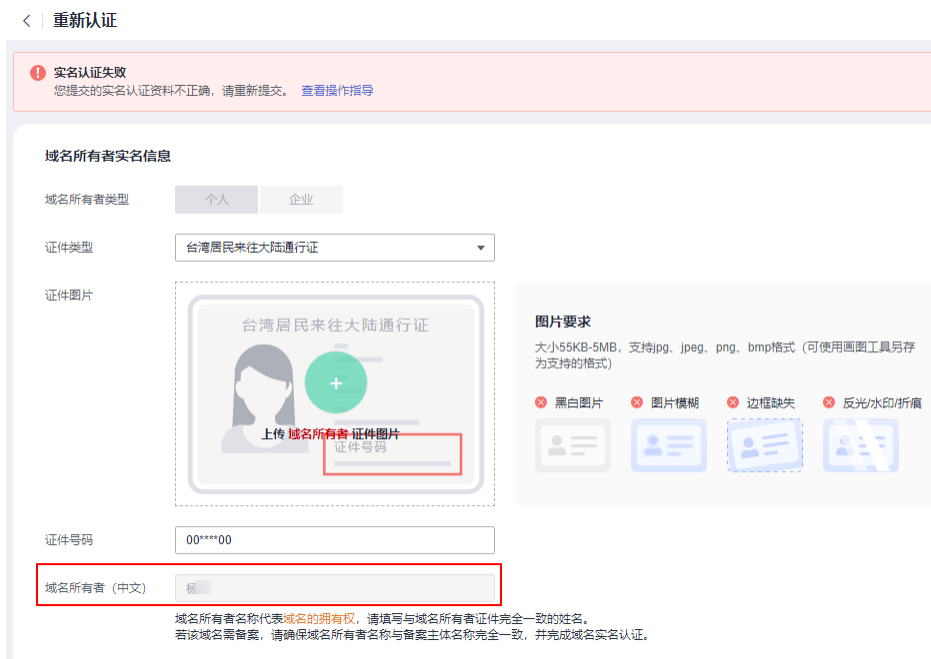 重新认证
实名认证失败
您提交的实名认证资料不正确，请重新提交。 查看操作指导
域名所有者实名信息
域名所有者类型 个人 企业
证件类型 台湾居民来往大陆通行证
证件图片
台湾居民来往大陆通行证
上传 域名所有者 证件图片
证件号码
图片要求
大小55KB-5MB，支持jpg、jpeg、png、bmp格式（可使用画图工具另存
为支持的格式）
黑白图片 图片模糊 边框缺失 反光/水印/折痕
证件号码 00****00
域名所有者（中文） 杨
域名所有者名称代表域名的拥有权，请填写与域名所有者证件完全一致的姓名。
若该域名需备案，请确保域名所有者名称与备案主体名称完全一致，并完成域名实名认证。